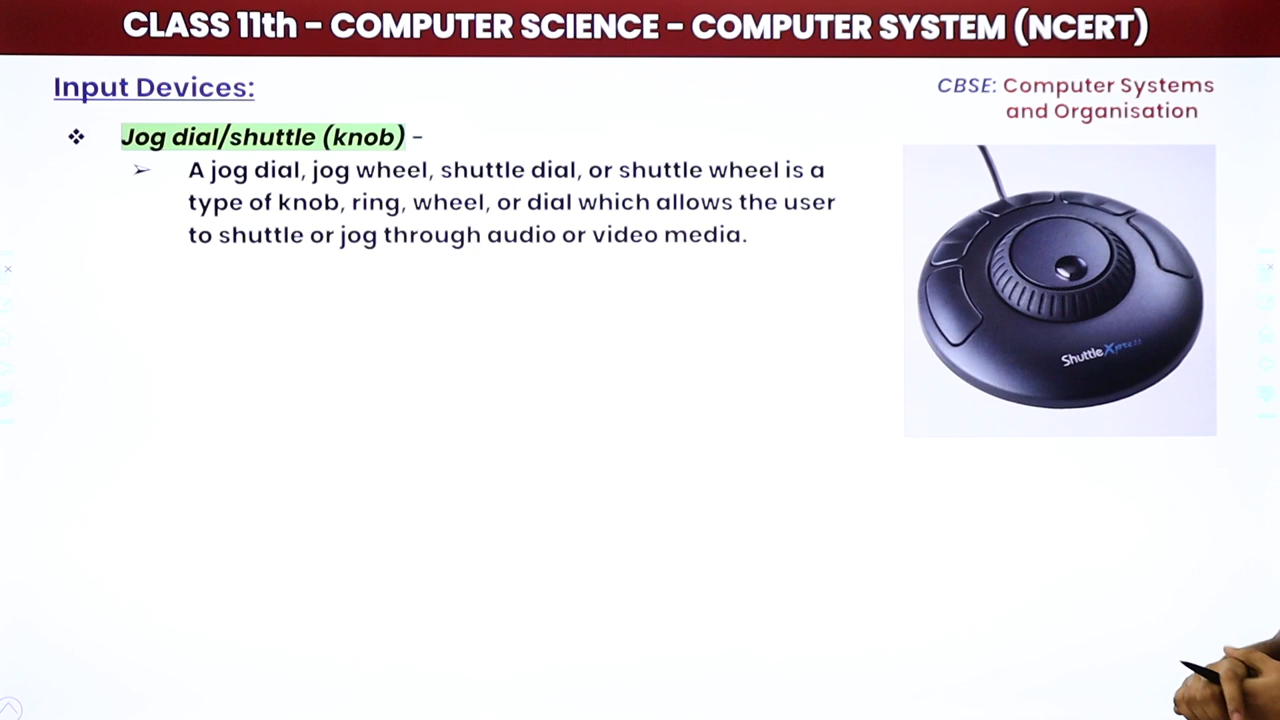 CLASS 11th - COMPUTER SCIENCE - COMPUTER SYSTEM (NCERT)
Input Devices:
CBSE: Computer Systems
and Organisation
❖ Jog dial/shuttle (knob) -
➢ A jog dial, jog wheel, shuttle dial, or shuttle wheel is a
type of knob, ring, wheel, or dial which allows the user
to shuttle or jog through audio or video media.
ShuttleXpress